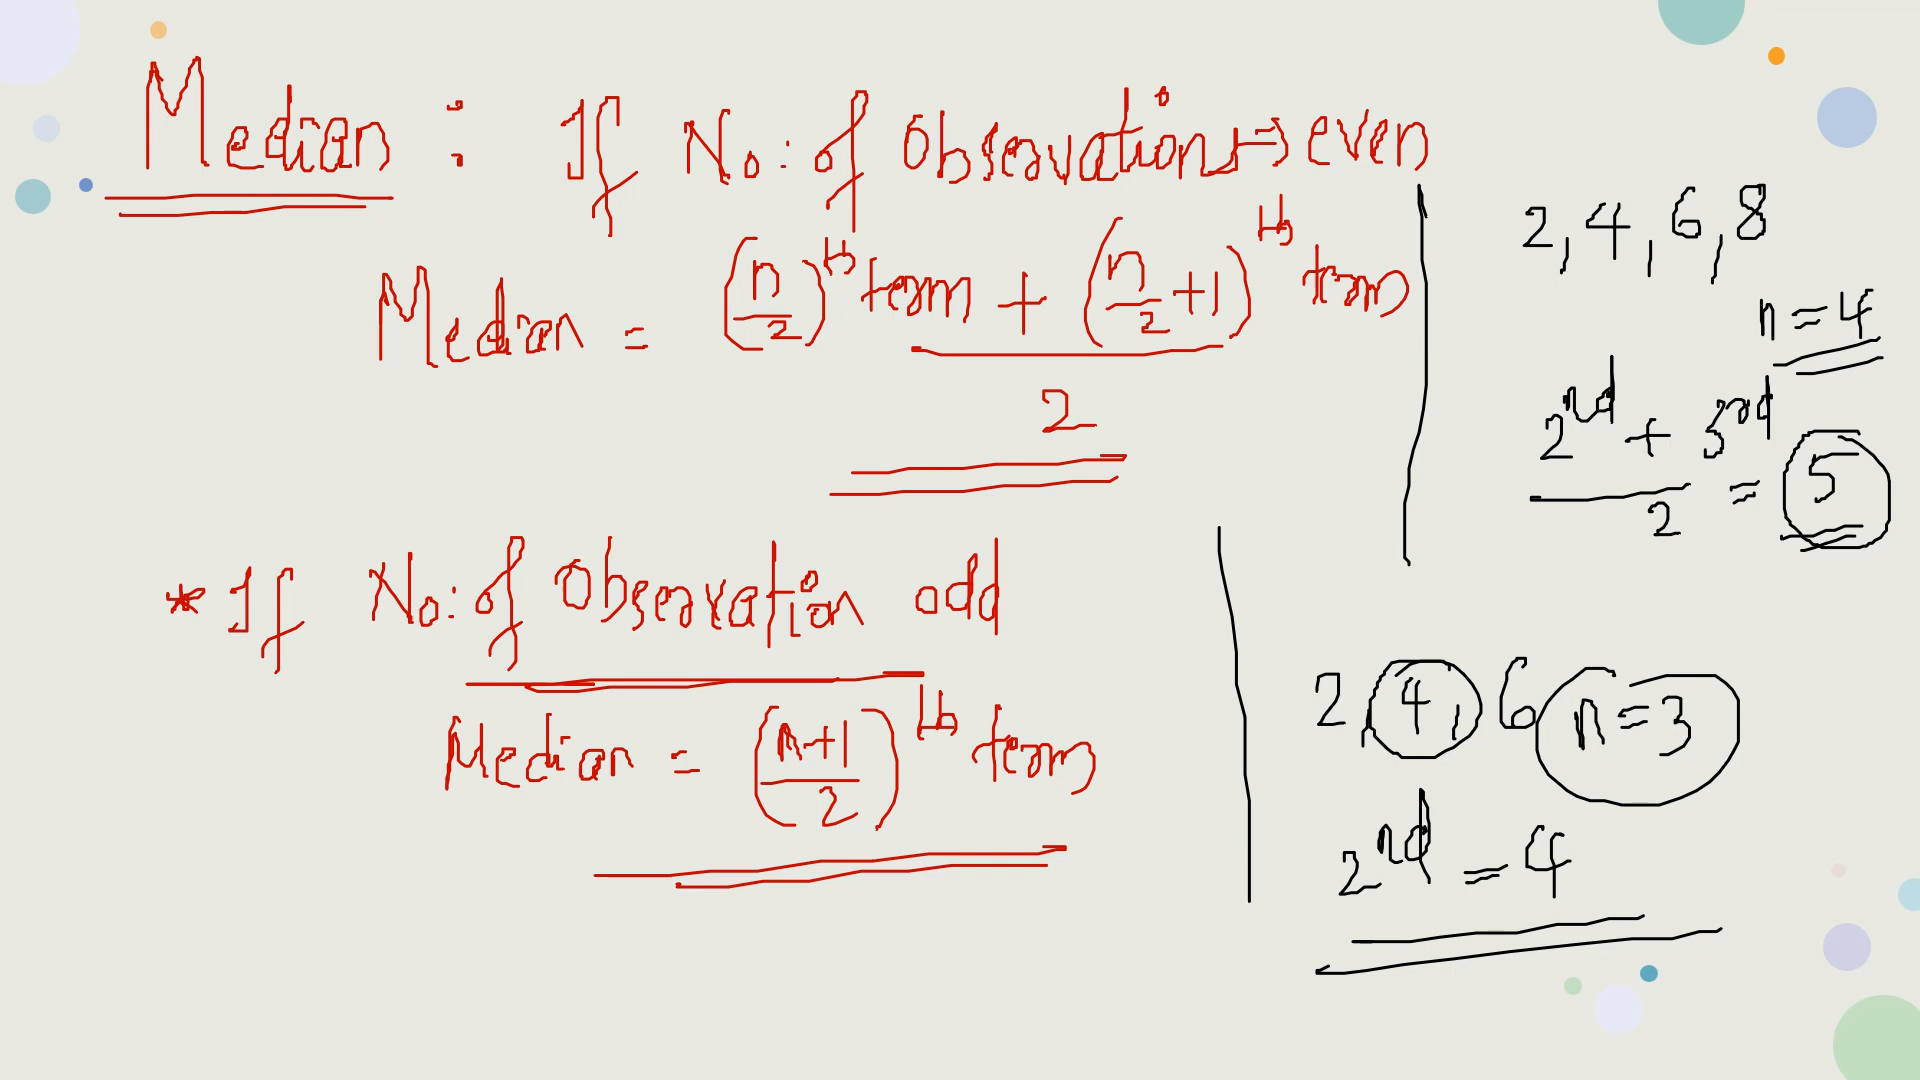 Median : If No: of Observations even
Median = (n/2)th term + (n/2 +1)th term
2
* If No: of Observation odd
Median = (n+1/2)th term
2, 4, 6, 8
n = 4
2nd + 3rd
2
= 5
2, 4, 6 n = 3
2nd = 4